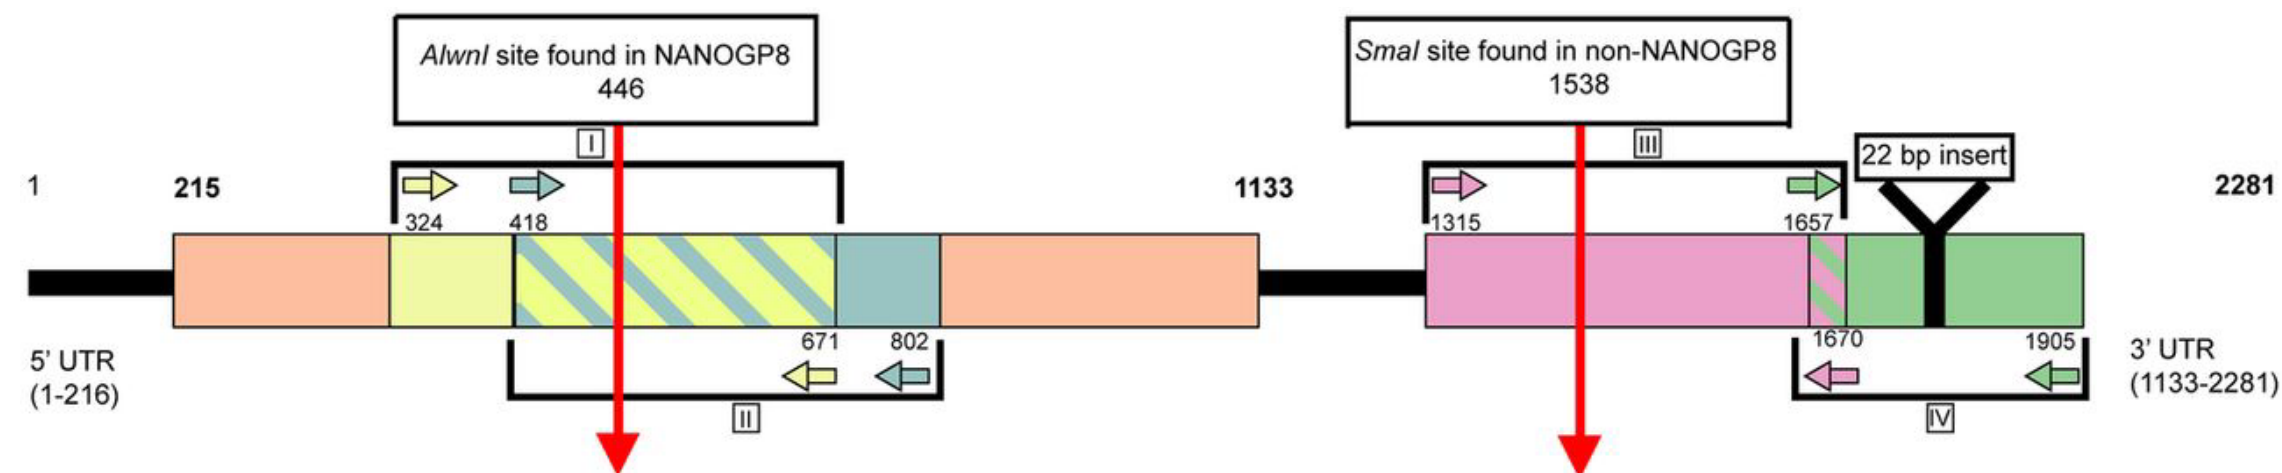 AlwnI site found in NANOGP8
446
SmaI site found in non-NANOGP8
1538
I
III
22 bp insert
1
215
1133
2281
324
418
1315
1657
671
802
1670
1905
5' UTR
(1-216)
3' UTR
(1133-2281)
II
IV